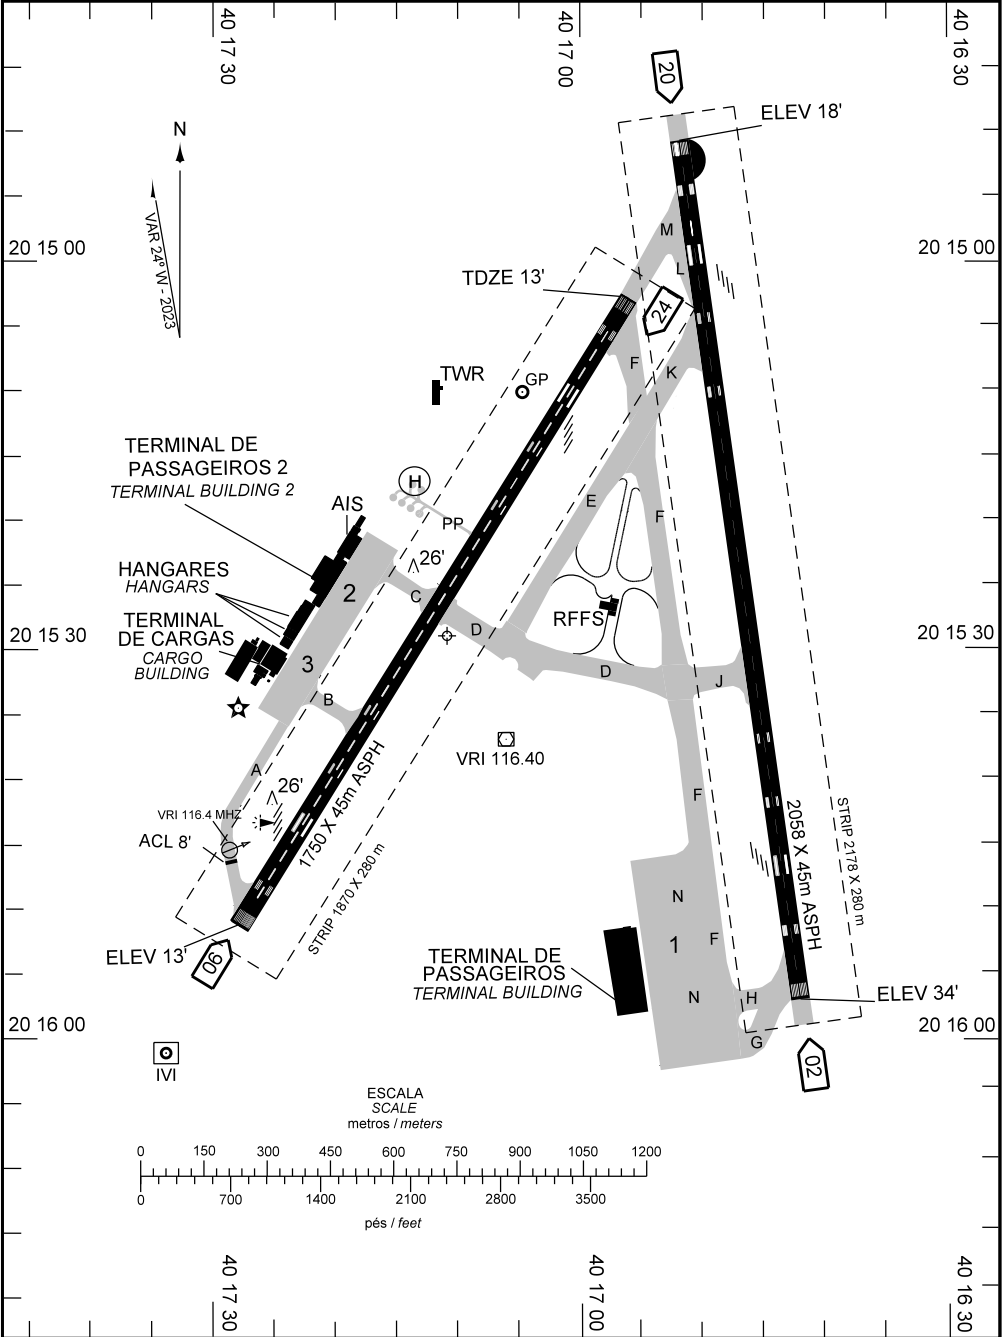 40 17 30
40 17 00
40 16 30
20
ELEV 18'
N
VAR 24° W - 2023
20 15 00
20 15 00
M
L
TDZE 13'
24
F
K
TWR
GP
TERMINAL DE
PASSAGEIROS 2
TERMINAL BUILDING 2
H
AIS
PP
E
F
26'
HANGARES
HANGARS
2
C
TERMINAL
DE CARGAS
CARGO
BUILDING
RFFS
20 15 30
20 15 30
D
3
D
J
B
VRI 116.40
A
26'
F
1750 X 45m ASPH
2058 X 45m ASPH
STRIP 2178 X 280 m
VRI 116.4 MHZ
ACL 8'
STRIP 1870 X 280 m
N
F
1
ELEV 13'
06
TERMINAL DE
PASSAGEIROS
TERMINAL BUILDING
N
H
ELEV 34'
20 16 00
20 16 00
G
02
IVI
ESCALA
SCALE
metros / meters
0 150 300 450 600 750 900 1050 1200
0 700 1400 2100 2800 3500
pés / feet
40 17 30
40 17 00
40 16 30